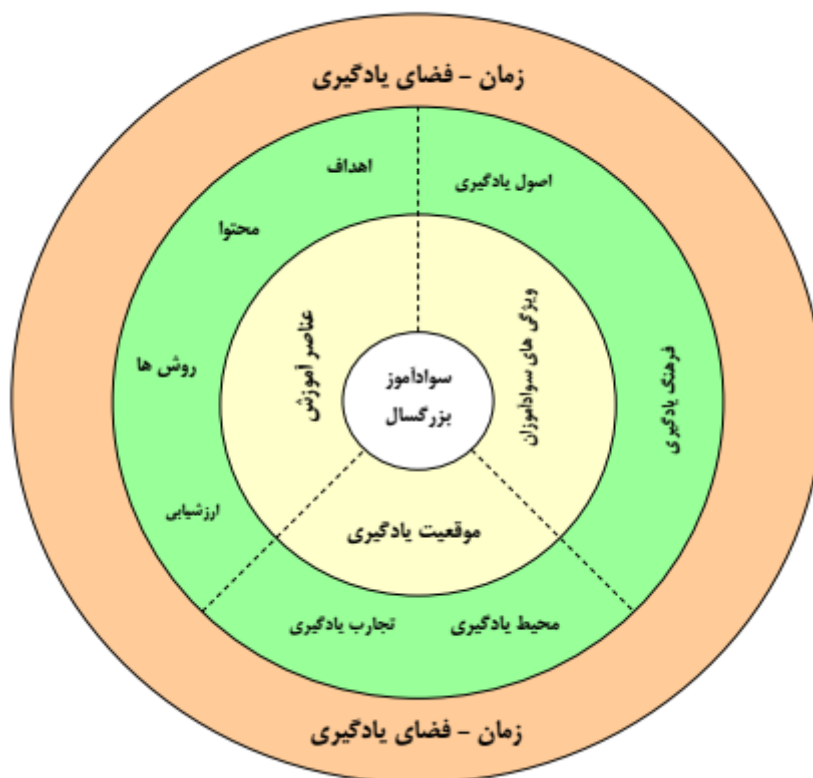 زمان - فضای یادگیری
اهداف
اصول یادگیری
محتوا
روش ها
ارزشیابی
عناصر آموزش
ویژگی های سوادآموزان
فرهنگ یادگیری
سوادآموز
بزرگسال
موقعیت یادگیری
محیط یادگیری
تجارب یادگیری
زمان - فضای یادگیری